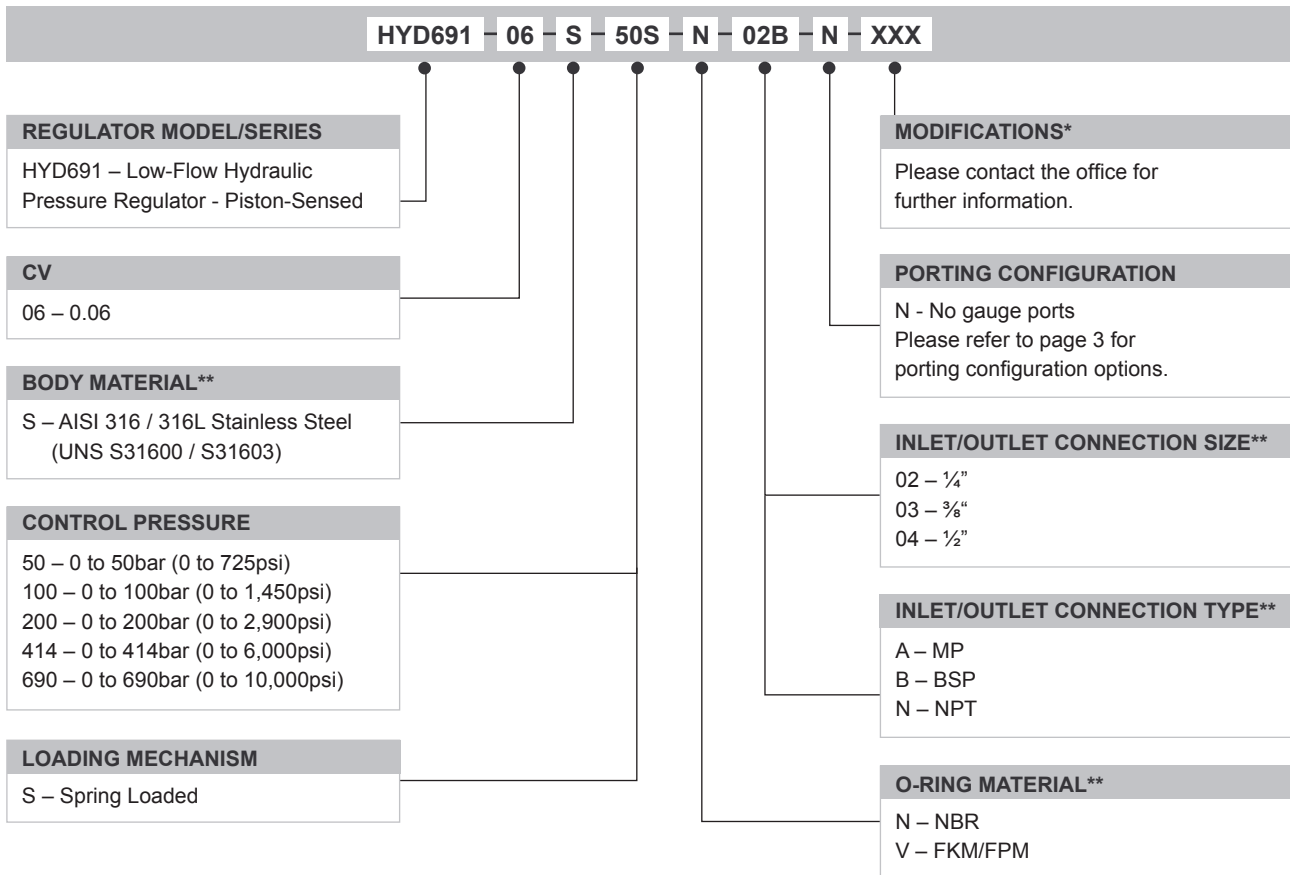 HYD691 – 06 – S – 50S – N – 02B – N – XXX
REGULATOR MODEL/SERIES
HYD691 – Low-Flow Hydraulic
Pressure Regulator - Piston-Sensed
CV
06 – 0.06
BODY MATERIAL**
S – AISI 316 / 316L Stainless Steel
(UNS S31600 / S31603)
CONTROL PRESSURE
50 – 0 to 50bar (0 to 725psi)
100 – 0 to 100bar (0 to 1,450psi)
200 – 0 to 200bar (0 to 2,900psi)
414 – 0 to 414bar (0 to 6,000psi)
690 – 0 to 690bar (0 to 10,000psi)
LOADING MECHANISM
S – Spring Loaded
MODIFICATIONS*
Please contact the office for
further information.
PORTING CONFIGURATION
N - No gauge ports
Please refer to page 3 for
porting configuration options.
INLET/OUTLET CONNECTION SIZE**
02 – ¼”
03 – ⅜“
04 – ½”
INLET/OUTLET CONNECTION TYPE**
A – MP
B – BSP
N – NPT
O-RING MATERIAL**
N – NBR
V – FKM/FPM